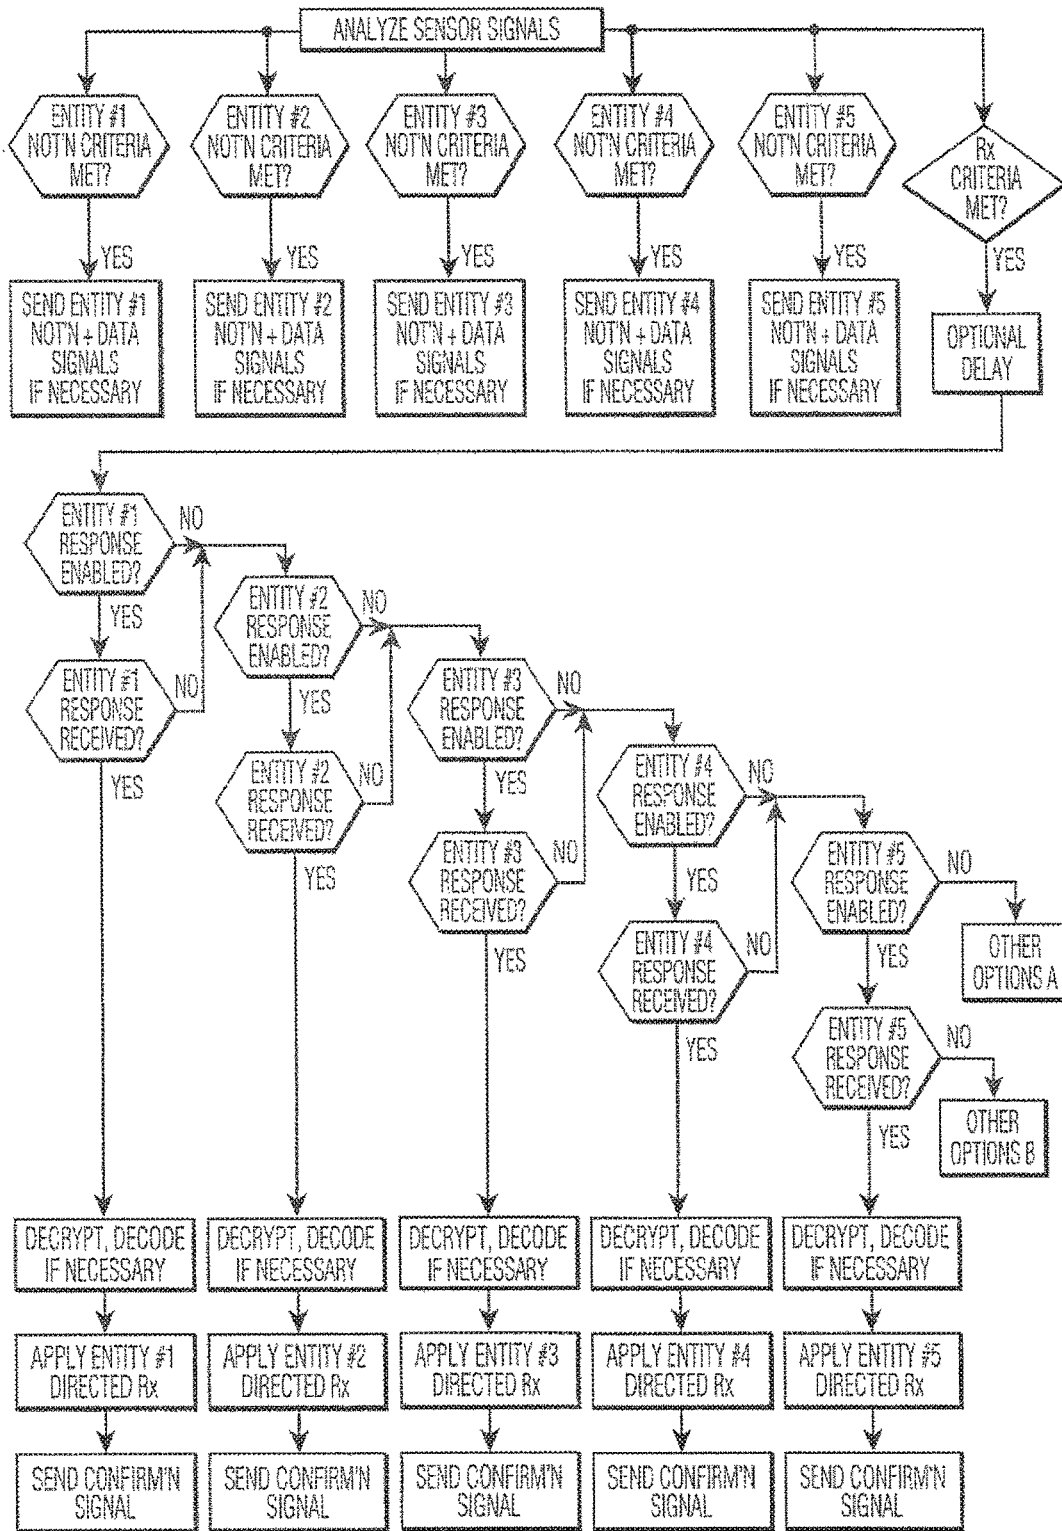 ANALYZE SENSOR SIGNALS
ENTITY #1
NOT'N CRITERIA
MET?
ENTITY #2
NOT'N CRITERIA
MET?
ENTITY #3
NOT'N CRITERIA
MET?
ENTITY #4
NOT'N CRITERIA
MET?
ENTITY #5
NOT'N CRITERIA
MET?
Rx
CRITERIA
MET?
YES
YES
YES
YES
YES
YES
SEND ENTITY #1
NOT'N + DATA
SIGNALS
IF NECESSARY
SEND ENTITY #2
NOT'N + DATA
SIGNALS
IF NECESSARY
SEND ENTITY #3
NOT'N + DATA
SIGNALS
IF NECESSARY
SEND ENTITY #4
NOT'N + DATA
SIGNALS
IF NECESSARY
SEND ENTITY #5
NOT'N + DATA
SIGNALS
IF NECESSARY
OPTIONAL
DELAY
ENTITY #1
RESPONSE
ENABLED?
NO
YES
ENTITY #1
RESPONSE
RECEIVED?
NO
YES
ENTITY #2
RESPONSE
ENABLED?
NO
YES
ENTITY #2
RESPONSE
RECEIVED?
NO
YES
ENTITY #3
RESPONSE
ENABLED?
NO
YES
ENTITY #3
RESPONSE
RECEIVED?
NO
YES
ENTITY #4
RESPONSE
ENABLED?
NO
YES
ENTITY #4
RESPONSE
RECEIVED?
NO
YES
ENTITY #5
RESPONSE
ENABLED?
NO
YES
OTHER
OPTIONS A
ENTITY #5
RESPONSE
RECEIVED?
NO
YES
OTHER
OPTIONS B
DECRYPT, DECODE
IF NECESSARY
DECRYPT, DECODE
IF NECESSARY
DECRYPT, DECODE
IF NECESSARY
DECRYPT, DECODE
IF NECESSARY
DECRYPT, DECODE
IF NECESSARY
APPLY ENTITY #1
DIRECTED Rx
APPLY ENTITY #2
DIRECTED Rx
APPLY ENTITY #3
DIRECTED Rx
APPLY ENTITY #4
DIRECTED Rx
APPLY ENTITY #5
DIRECTED Rx
SEND CONFIRM'N
SIGNAL
SEND CONFIRM'N
SIGNAL
SEND CONFIRM'N
SIGNAL
SEND CONFIRM'N
SIGNAL
SEND CONFIRM'N
SIGNAL